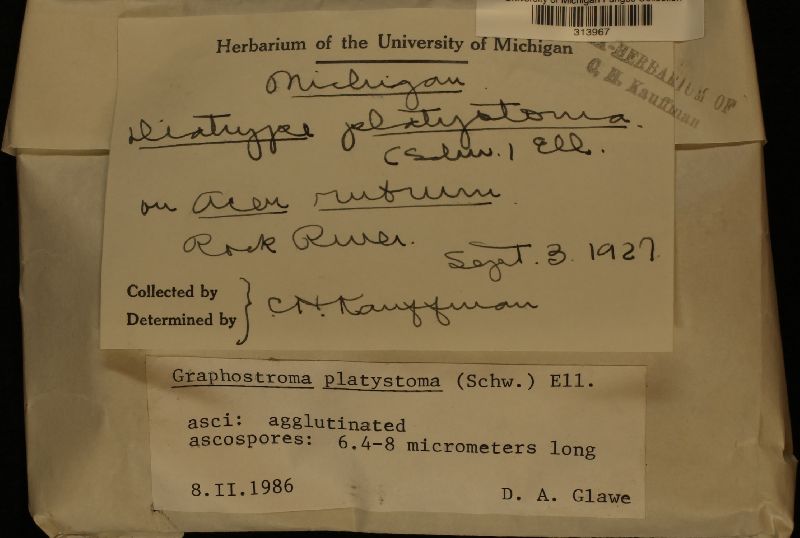 University of Michigan Fungus Collection
313967
EX-HERBARIUM OF
C. H. Kauffman
Herbarium of the University of Michigan
Michigan
Diatrype platystoma.
(Schw.) Ell.
on Acer rubrum
Rock River.
Sept. 3. 1927.
Collected by
Determined by } C.H. Kauffman
Graphostroma platystoma (Schw.) Ell.
asci: agglutinated
ascospores: 6.4-8 micrometers long
8.II.1986
D. A. Glawe